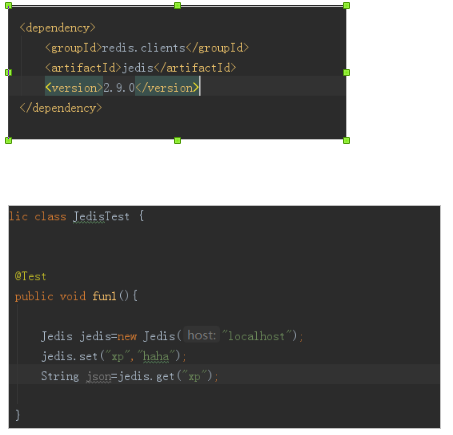 <dependency>
<groupId>redis.clients</groupId>
<artifactId>jedis</artifactId>
<version>2.9.0</version>
</dependency>
lic class JedisTest {
@Test
public void fun1(){
Jedis jedis=new Jedis( host: "localhost");
jedis.set("xp","haha");
String json=jedis.get("xp");
}